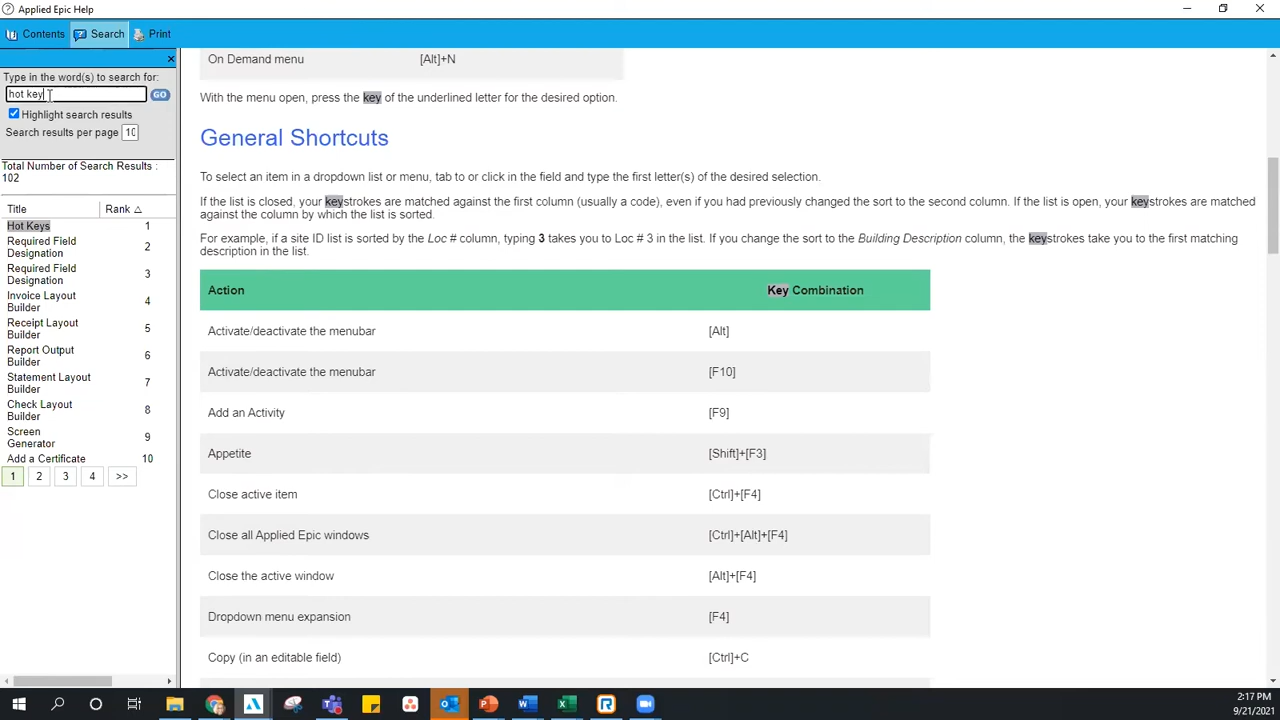 Applied Epic Help
Contents Search Print
Type in the word(s) to search for:
hot key
GO
Highlight search results
Search results per page 10
Total Number of Search Results :
102
Title Rank
Hot Keys 1
Required Field
Designation 2
Required Field
Designation 3
Invoice Layout
Builder 4
Receipt Layout
Builder 5
Report Output
Builder 6
Statement Layout
Builder 7
Check Layout
Builder 8
Screen
Generator 9
Add a Certificate 10
1 2 3 4 >>
On Demand menu [Alt]+N
With the menu open, press the key of the underlined letter for the desired option.
General Shortcuts
To select an item in a dropdown list or menu, tab to or click in the field and type the first letter(s) of the desired selection.
If the list is closed, your keystrokes are matched against the first column (usually a code), even if you had previously changed the sort to the second column. If the list is open, your keystrokes are matched
against the column by which the list is sorted.
For example, if a site ID list is sorted by the Loc # column, typing 3 takes you to Loc # 3 in the list. If you change the sort to the Building Description column, the keystrokes take you to the first matching
description in the list.
Action Key Combination
Activate/deactivate the menubar [Alt]
Activate/deactivate the menubar [F10]
Add an Activity [F9]
Appetite [Shift]+[F3]
Close active item [Ctrl]+[F4]
Close all Applied Epic windows [Ctrl]+[Alt]+[F4]
Close the active window [Alt]+[F4]
Dropdown menu expansion [F4]
Copy (in an editable field) [Ctrl]+C
2:17 PM
9/21/2021